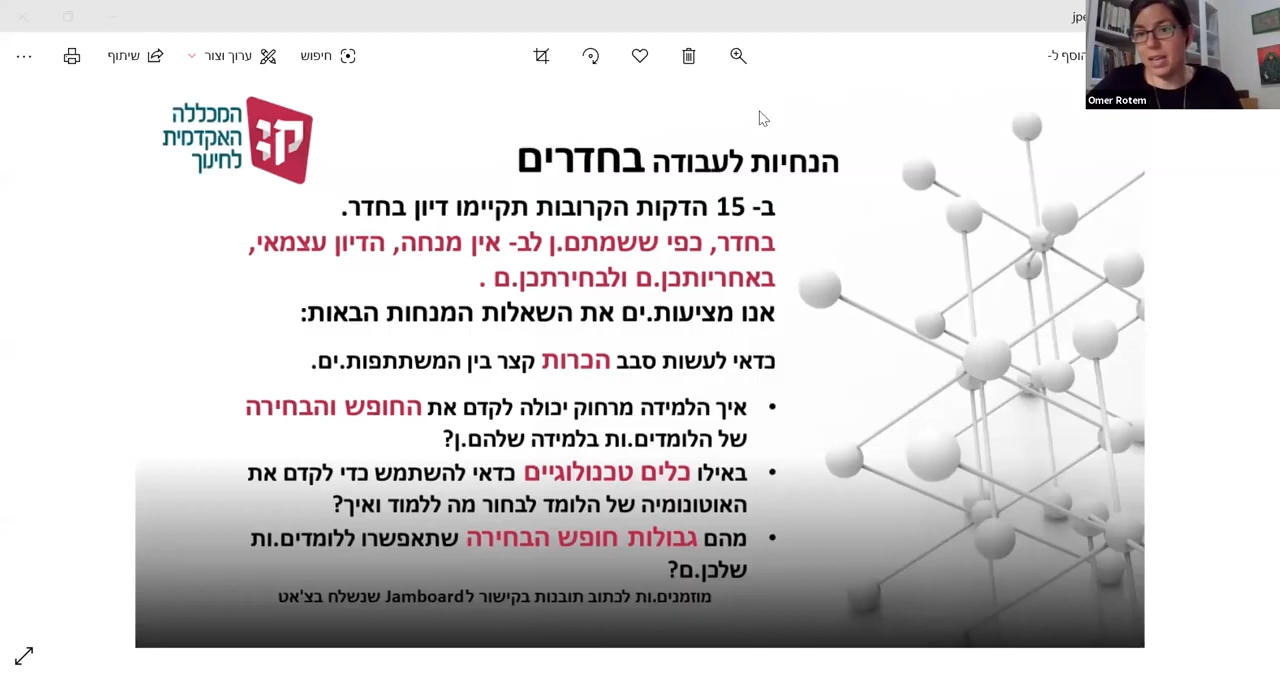 jpe
חיפוש
ערוך וצור
שיתוף
הוסף ל-
Omer Rotem
המכללה
האקדמית
לחינוך
הנחיות לעבודה בחדרים
ב- 15 הדקות הקרובות תקיימו דיון בחדר.
בחדר, כפי ששמתם.ן לב- אין מנחה, הדיון עצמאי,
באחריותכן.ם ולבחירתכן.ם .
אנו מציעות.ים את השאלות המנחות הבאות:
כדאי לעשות סבב הכרות קצר בין המשתתפות.ים.
• איך הלמידה מרחוק יכולה לקדם את החופש והבחירה
של הלומדים.ות בלמידה שלהם.ן?
• באילו כלים טכנולוגיים כדאי להשתמש כדי לקדם את
האוטונומיה של הלומד לבחור מה ללמוד ואיך?
• מהם גבולות חופש הבחירה שתאפשרו ללומדים.ות
שלכן.ם?
מוזמנים.ות לכתוב תובנות בקישור לJamboard שנשלח בצ'אט